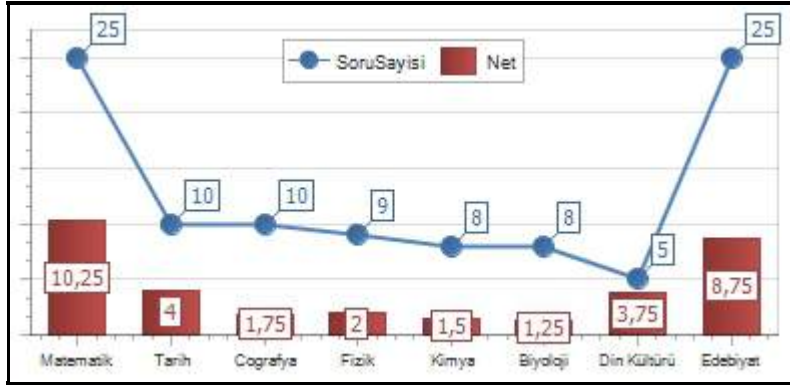 25
25
SoruSayisi
Net
10
10
9
8
8
5
10,25
4
1,75
2
1,5
1,25
3,75
8,75
Matematik
Tarih
Cografya
Fizik
Kimya
Biyoloji
Din Kültürü
Edebiyat